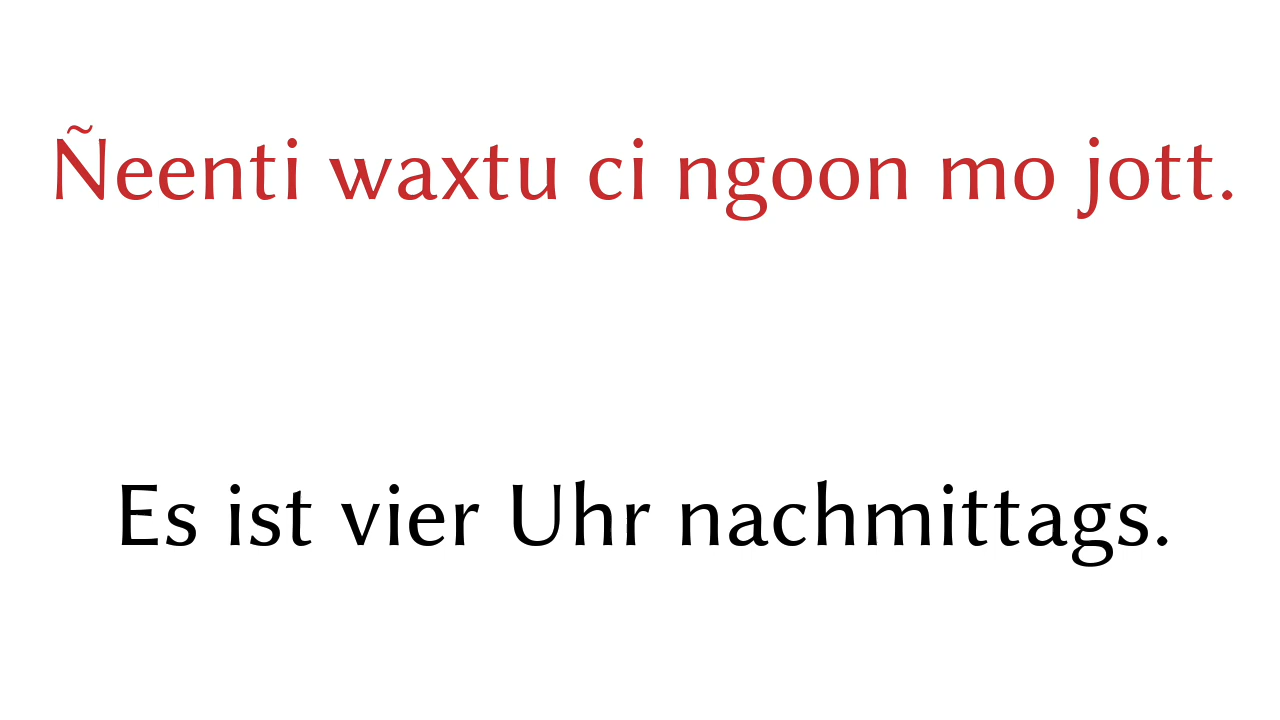 Ñeenti waxtu ci ngoon mo jott.
Es ist vier Uhr nachmittags.